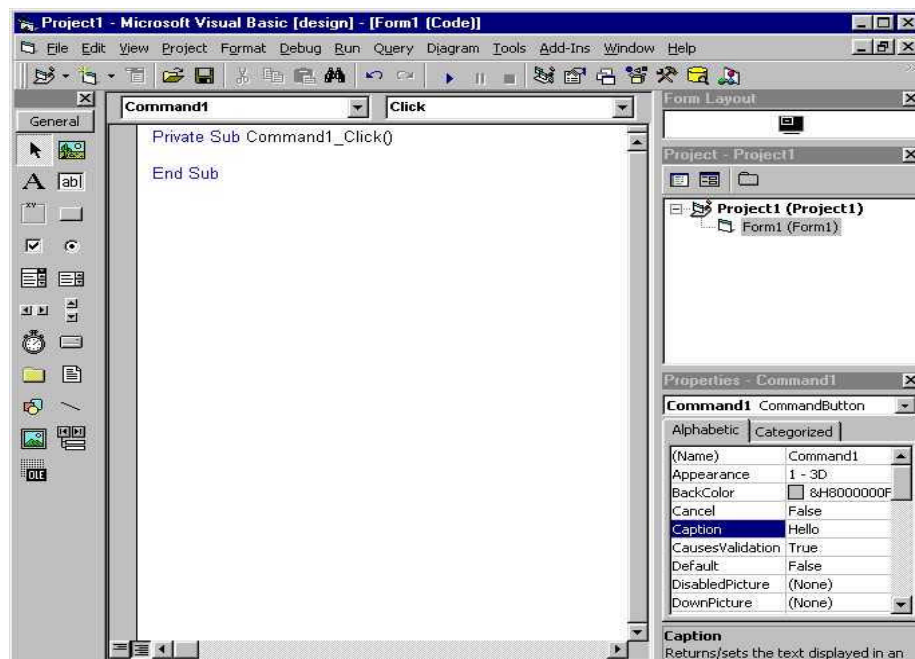 Project1 - Microsoft Visual Basic [design] - [Form1 (Code)]
File Edit View Project Format Debug Run Query Diagram Tools Add-Ins Window Help
General
A
ab
XY
OLE
Command1
Click
Private Sub Command1_Click()
End Sub
Form Layout
Project - Project1
Project1 (Project1)
Form1 (Form1)
Properties - Command1
Command1 CommandButton
Alphabetic Categorized
(Name) Command1
Appearance 1 - 3D
BackColor &H8000000F
Cancel False
Caption Hello
CausesValidation True
Default False
DisabledPicture (None)
DownPicture (None)
Caption
Returns/sets the text displayed in an